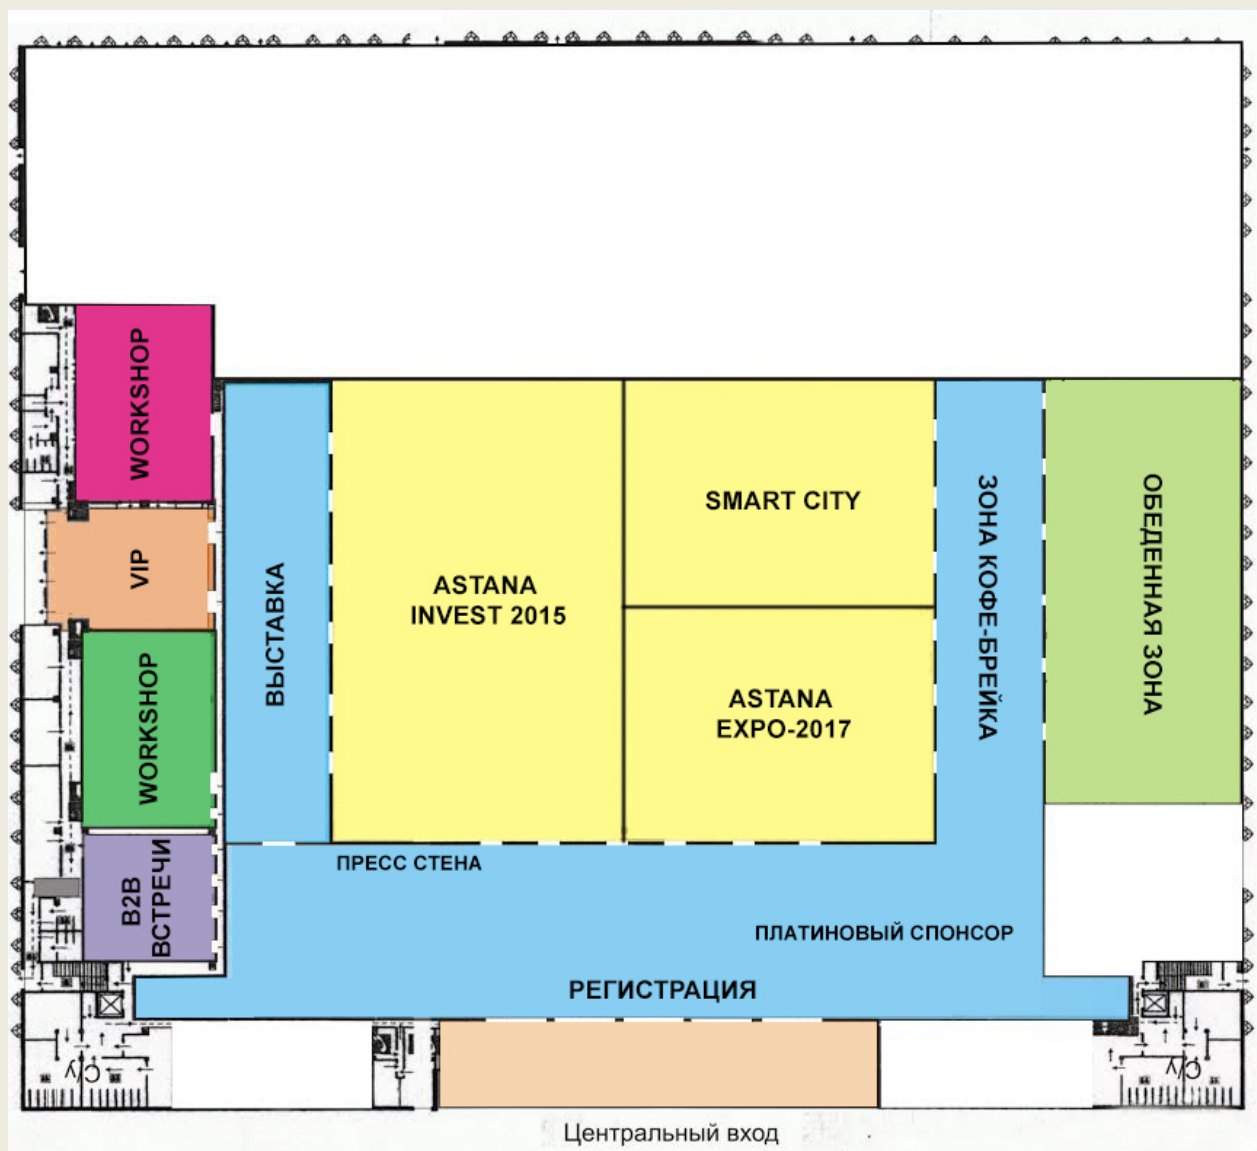 WORKSHOP
VIP
WORKSHOP
B2B
ВСТРЕЧИ
ВЫСТАВКА
ASTANA
INVEST 2015
SMART CITY
ASTANA
EXPO-2017
ЗОНА КОФЕ-БРЕЙКА
ОБЕДЕННАЯ ЗОНА
ПРЕСС СТЕНА
ПЛАТИНОВЫЙ СПОНСОР
РЕГИСТРАЦИЯ
С/у
С/у
Центральный вход